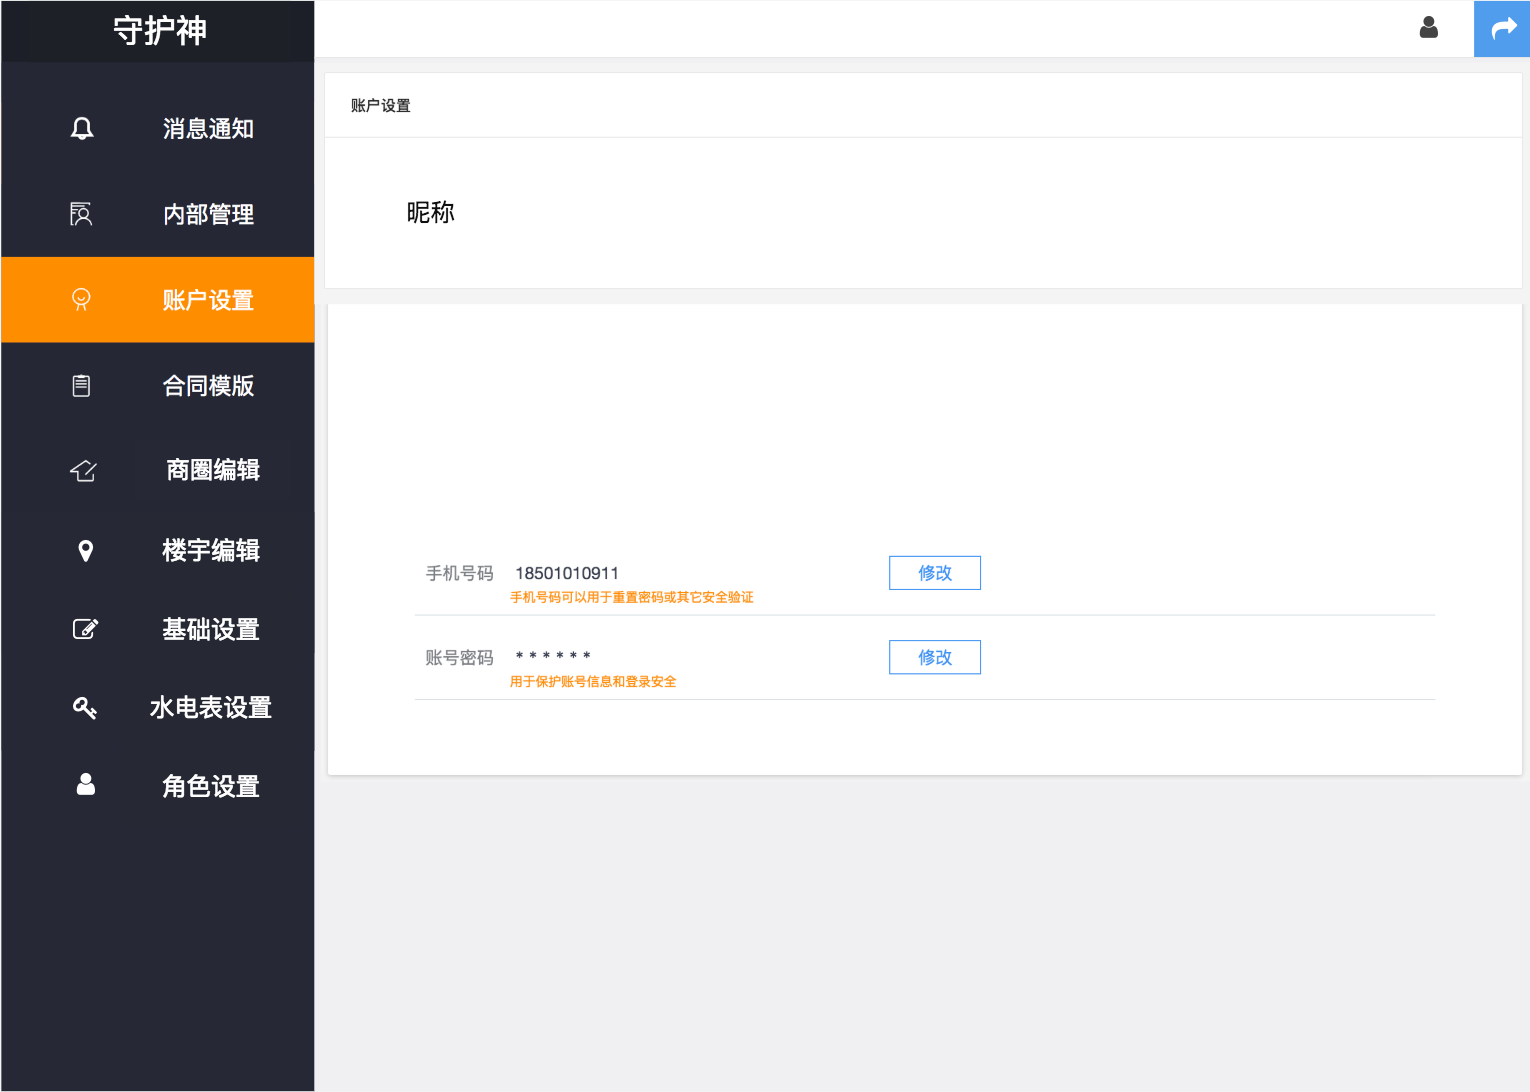 守护神
消息通知
内部管理
账户设置
合同模版
商圈编辑
楼宇编辑
基础设置
水电表设置
角色设置
账户设置
昵称
手机号码 18501010911 修改
手机号码可以用于重置密码或其它安全验证
账号密码 ****** 修改
用于保护账号信息和登录安全